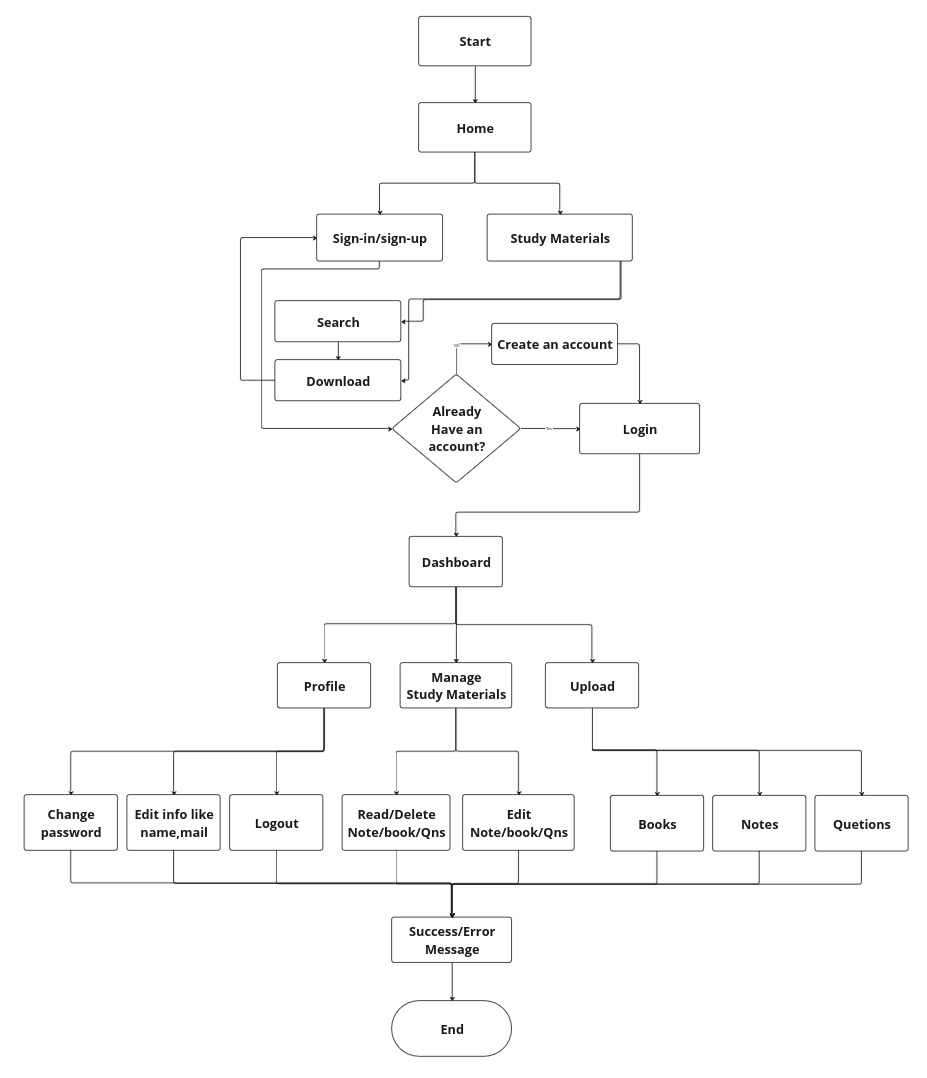 Start
Home
Sign-in/sign-up
Study Materials
Search
Create an account
Download
Already
Have an
account?
NO
Yes
Login
Dashboard
Profile
Manage
Study Materials
Upload
Change
password
Edit info like
name,mail
Logout
Read/Delete
Note/book/Qns
Edit
Note/book/Qns
Books
Notes
Quetions
Success/Error
Message
End